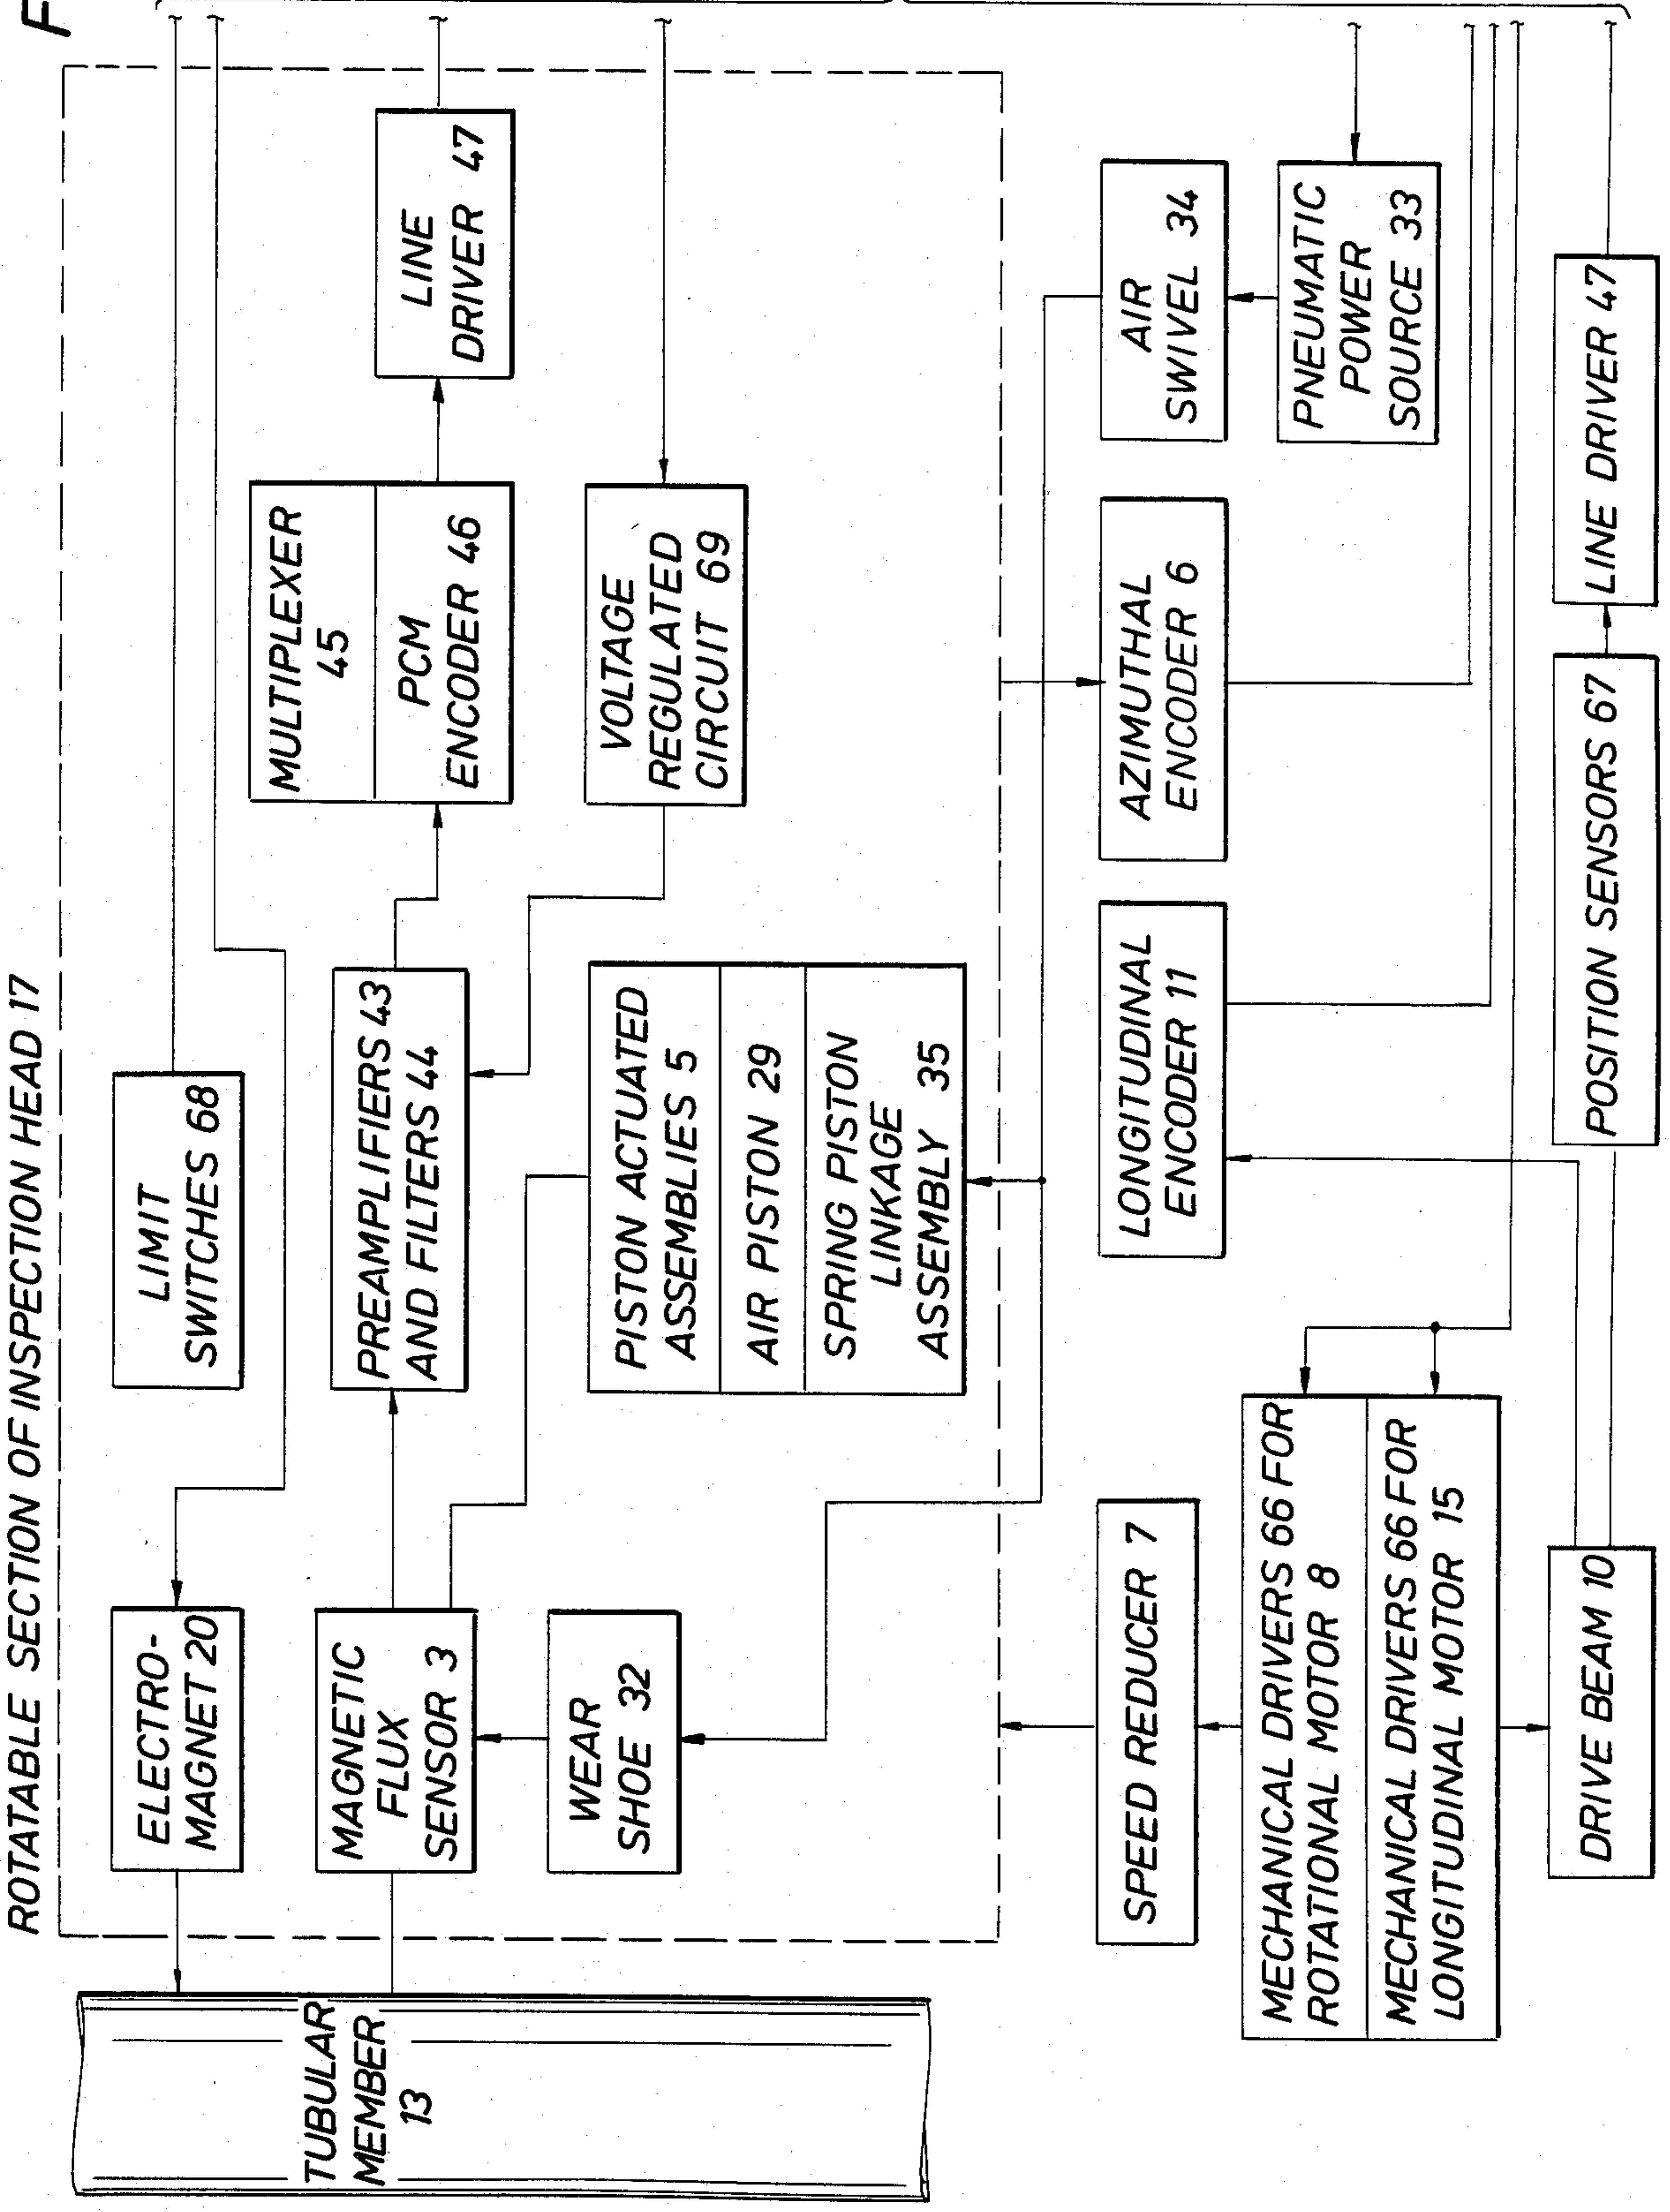 F
ROTATABLE SECTION OF INSPECTION HEAD 17
TUBULAR
MEMBER
13
ELECTRO-
MAGNET 20
LIMIT
SWITCHES 68
MAGNETIC
FLUX
SENSOR 3
PREAMPLIFIERS 43
AND FILTERS 44
MULTIPLEXER
45
PCM
ENCODER 46
LINE
DRIVER 47
WEAR
SHOE 32
PISTON ACTUATED
ASSEMBLIES 5
AIR PISTON 29
SPRING PISTON
LINKAGE
ASSEMBLY 35
VOLTAGE
REGULATED
CIRCUIT 69
SPEED REDUCER 7
LONGITUDINAL
ENCODER 11
AZIMUTHAL
ENCODER 6
AIR
SWIVEL 34
MECHANICAL DRIVERS 66 FOR
ROTATIONAL MOTOR 8
MECHANICAL DRIVERS 66 FOR
LONGITUDINAL MOTOR 15
PNEUMATIC
POWER
SOURCE 33
DRIVE BEAM 10
POSITION SENSORS 67
LINE DRIVER 47